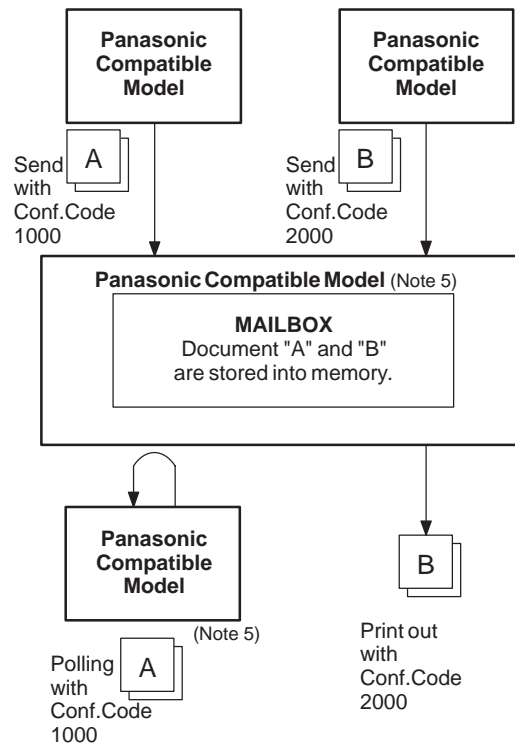 Panasonic
Compatible
Model
Panasonic
Compatible
Model
A
Send
with
Conf.Code
1000
B
Send
with
Conf.Code
2000
Panasonic Compatible Model (Note 5)
MAILBOX
Document "A" and "B"
are stored into memory.
Panasonic
Compatible
Model
(Note 5)
A
Polling
with
Conf.Code
1000
B
Print out
with
Conf.Code
2000